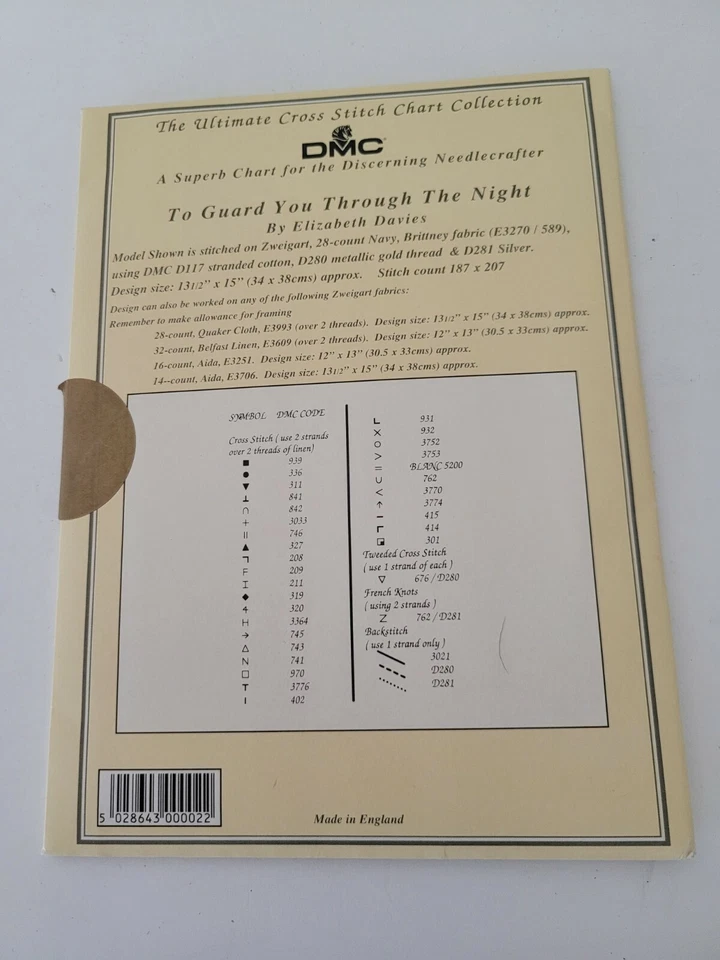 The Ultimate Cross Stitch Chart Collection
DMC
A Superb Chart for the Discerning Needlecrafter
To Guard You Through The Night
By Elizabeth Davies
Model Shown is stitched on Zweigart, 28-count Navy, Brittney fabric (E3270 / 589),
using DMC D117 stranded cotton, D280 metallic gold thread & D281 Silver.
Design size: 131/2" x 15" (34 x 38cms) approx. Stitch count 187 x 207
Design can also be worked on any of the following Zweigart fabrics:
Remember to make allowance for framing
28-count, Quaker Cloth, E3993 (over 2 threads). Design size: 131/2" x 15" (34 x 38cms) approx.
32-count, Belfast Linen, E3609 (over 2 threads). Design size: 12" x 13" (30.5 x 33cms) approx.
16-count, Aida, E3251. Design size: 12" x 13" (30.5 x 33cms) approx.
14--count, Aida, E3706. Design size: 131/2" x 15" (34 x 38cms) approx.
SYMBOL DMC CODE
Cross Stitch ( use 2 strands
over 2 threads of linen)
■ 939
● 336
▼ 311
⊥ 841
∩ 842
+ 3033
|| 746
▲ 327
¬ 208
F 209
I 211
◆ 319
4 320
H 3364
→ 745
△ 743
N 741
□ 970
T 3776
I 402
L 931
X 932
O 3752
> 3753
= BLANC 5200
U 762
< 3770
↑ 3774
– 415
Γ 414
◪ 301
Tweeded Cross Stitch
( use 1 strand of each )
▽ 676 / D280
French Knots
( using 2 strands )
Z 762 / D281
Backstitch
( use 1 strand only )
3021
D280
D281
5 028643 000022
Made in England